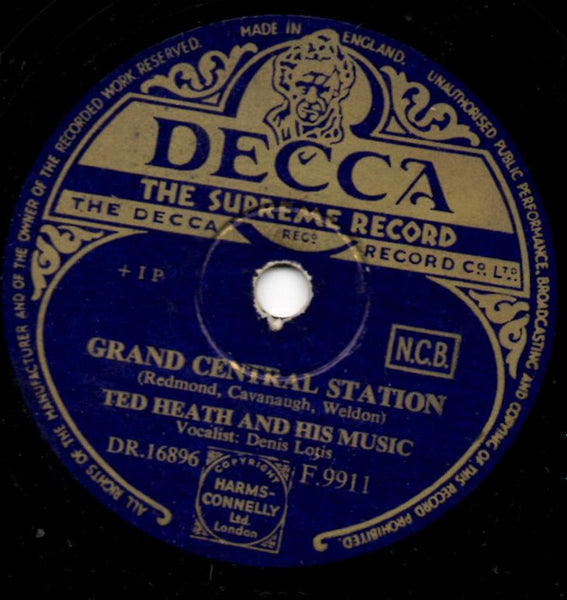 ALL RIGHTS OF THE MANUFACTURER AND OF THE OWNER OF THE RECORDED WORK RESERVED.
MADE IN ENGLAND.
UNAUTHORISED PUBLIC PERFORMANCE, BROADCASTING AND COPYING OF THIS RECORD PROHIBITED.
DECCA
THE SUPREME RECORD
THE DECCA REGD RECORD CO. LTD.
+ I P
N.C.B.
GRAND CENTRAL STATION
(Redmond, Cavanaugh, Weldon)
TED HEATH AND HIS MUSIC
Vocalist: Denis Lotis
DR.16896
F.9911
COPYRIGHT
HARMS-
CONNELLY
Ltd.
London